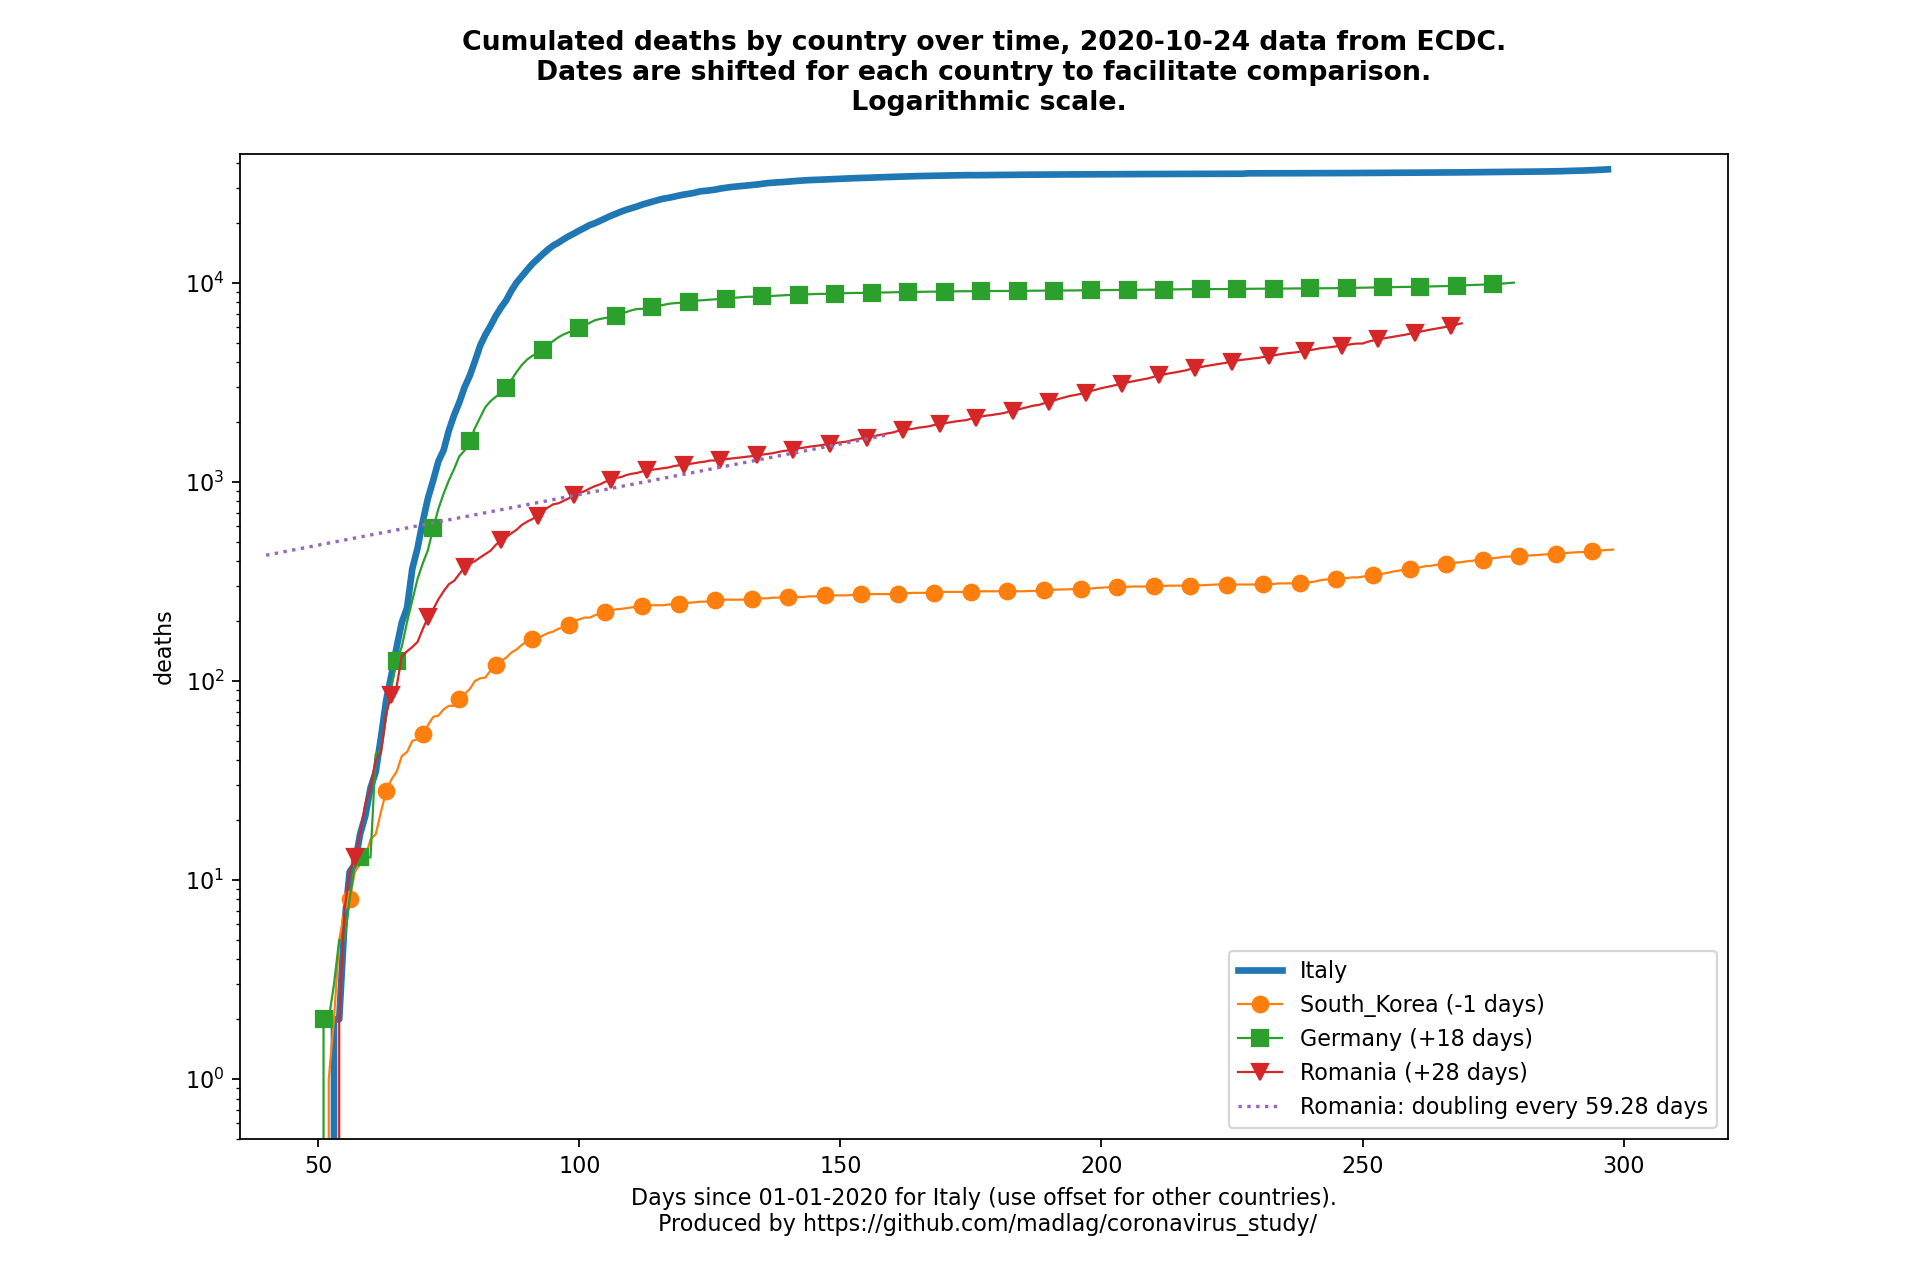 Cumulated deaths by country over time, 2020-10-24 data from ECDC.
Dates are shifted for each country to facilitate comparison.
Logarithmic scale.
10^4
10^3
10^2
10^1
10^0
deaths
Italy
South_Korea (-1 days)
Germany (+18 days)
Romania (+28 days)
Romania: doubling every 59.28 days
50 100 150 200 250 300
Days since 01-01-2020 for Italy (use offset for other countries).
Produced by https://github.com/madlag/coronavirus_study/